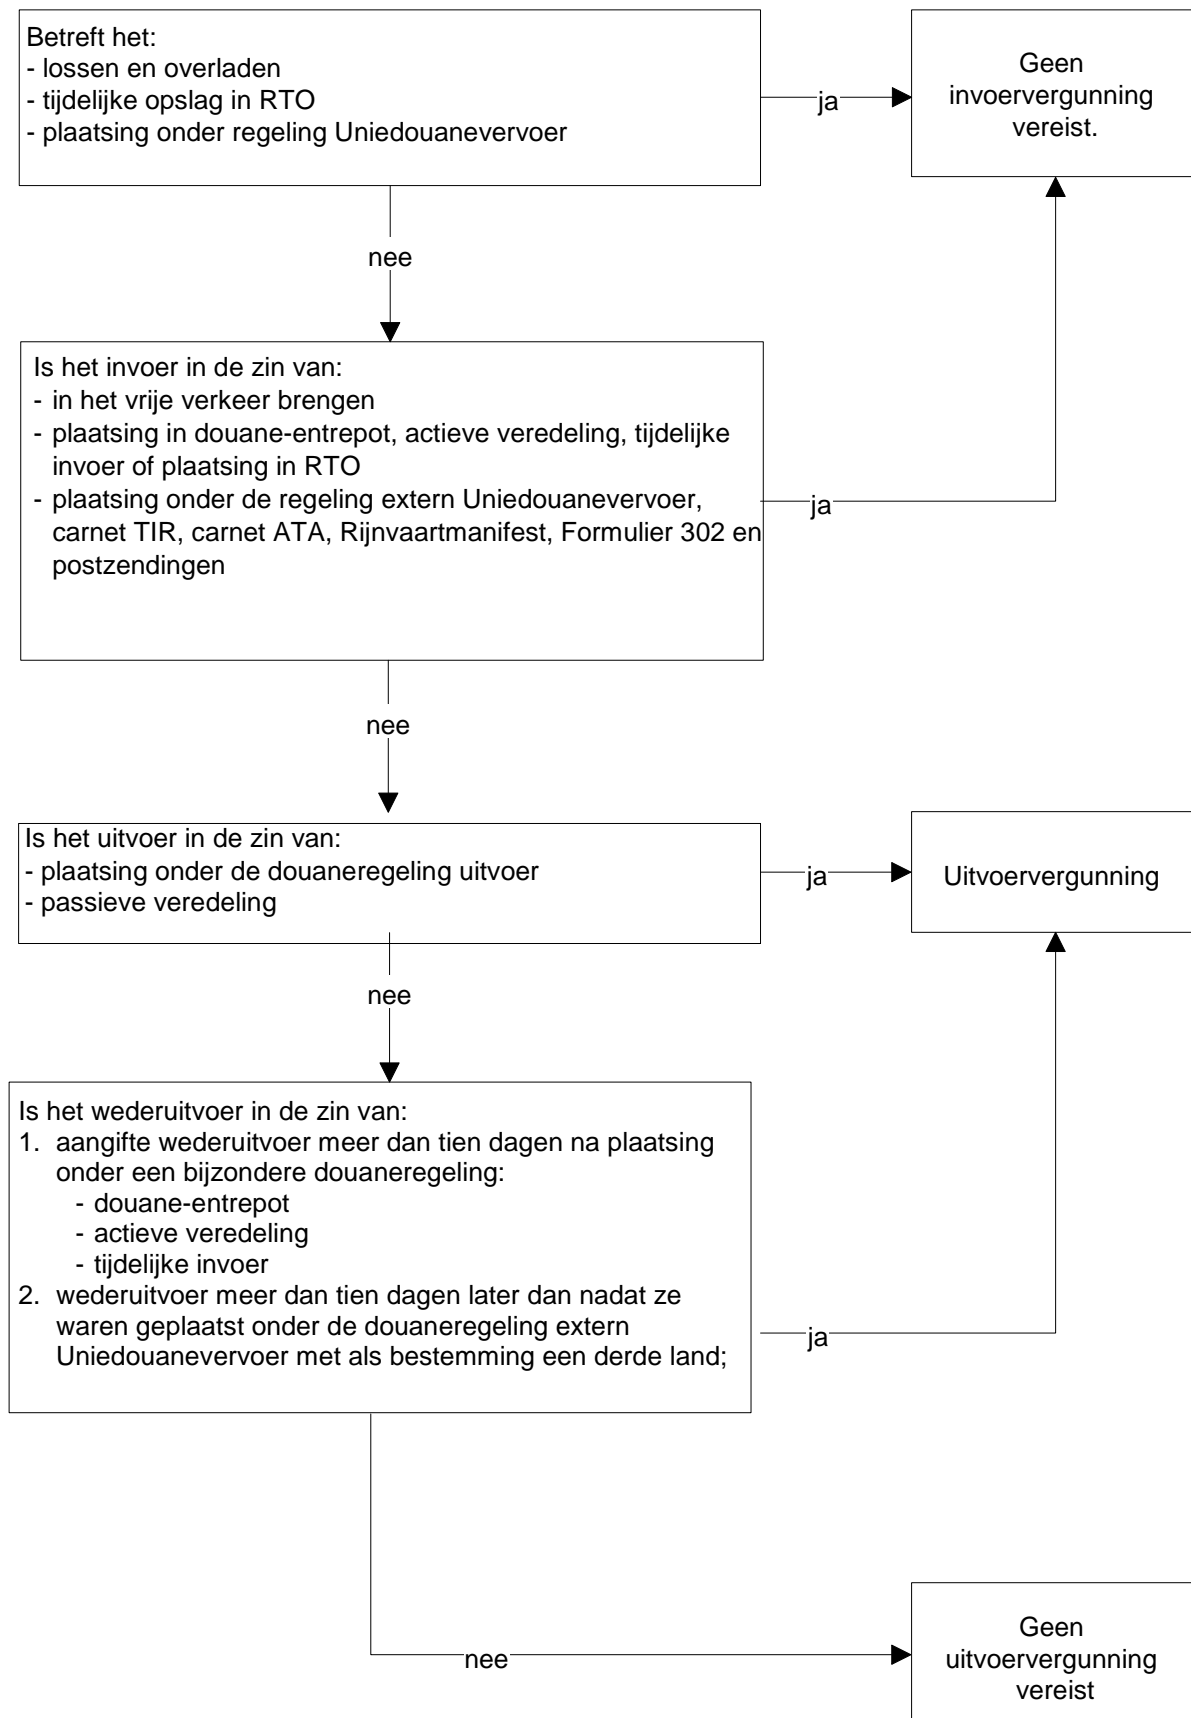 Betreft het:
- lossen en overladen
- tijdelijke opslag in RTO
- plaatsing onder regeling Uniedouanevervoer
ja
Geen
invoervergunning
vereist.
nee
Is het invoer in de zin van:
- in het vrije verkeer brengen
- plaatsing in douane-entrepot, actieve veredeling, tijdelijke
invoer of plaatsing in RTO
- plaatsing onder de regeling extern Uniedouanevervoer,
carnet TIR, carnet ATA, Rijnvaartmanifest, Formulier 302 en
postzendingen
ja
nee
Is het uitvoer in de zin van:
- plaatsing onder de douaneregeling uitvoer
- passieve veredeling
ja
Uitvoervergunning
nee
Is het wederuitvoer in de zin van:
1. aangifte wederuitvoer meer dan tien dagen na plaatsing
onder een bijzondere douaneregeling:
- douane-entrepot
- actieve veredeling
- tijdelijke invoer
2. wederuitvoer meer dan tien dagen later dan nadat ze
waren geplaatst onder de douaneregeling extern
Uniedouanevervoer met als bestemming een derde land;
ja
nee
Geen
uitvoervergunning
vereist